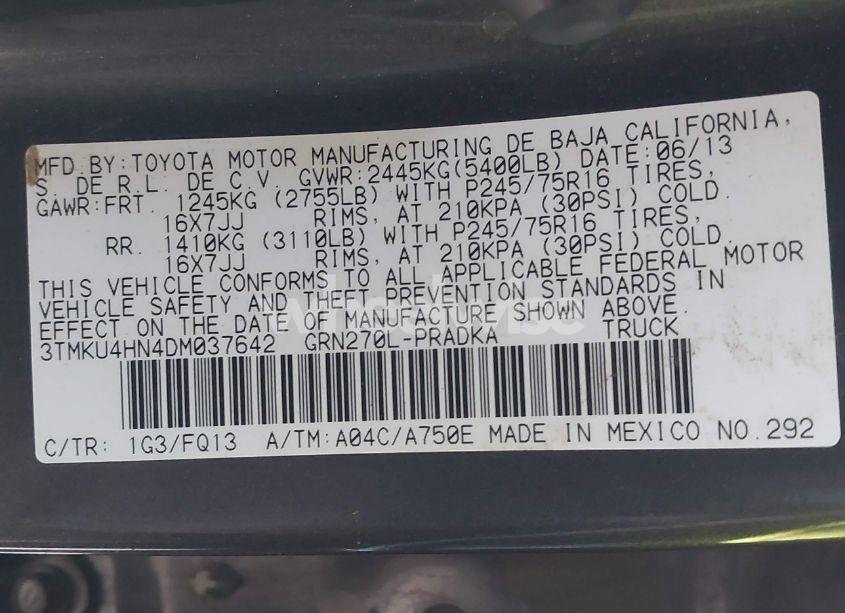 MFD.BY:TOYOTA MOTOR MANUFACTURING DE BAJA CALIFORNIA,
S. DE R.L. DE C.V. GVWR:2445KG(5400LB) DATE:06/13
GAWR:FRT. 1245KG (2755LB) WITH P245/75R16 TIRES,
16X7JJ RIMS, AT 210KPA (30PSI) COLD.
RR. 1410KG (3110LB) WITH P245/75R16 TIRES,
16X7JJ RIMS, AT 210KPA (30PSI) COLD.
THIS VEHICLE CONFORMS TO ALL APPLICABLE FEDERAL MOTOR
VEHICLE SAFETY AND THEFT PREVENTION STANDARDS IN
EFFECT ON THE DATE OF MANUFACTURE SHOWN ABOVE.
3TMKU4HN4DM037642 GRN270L-PRADKA TRUCK
C/TR: 1G3/FQ13 A/TM:A04C/A750E MADE IN MEXICO NO.292